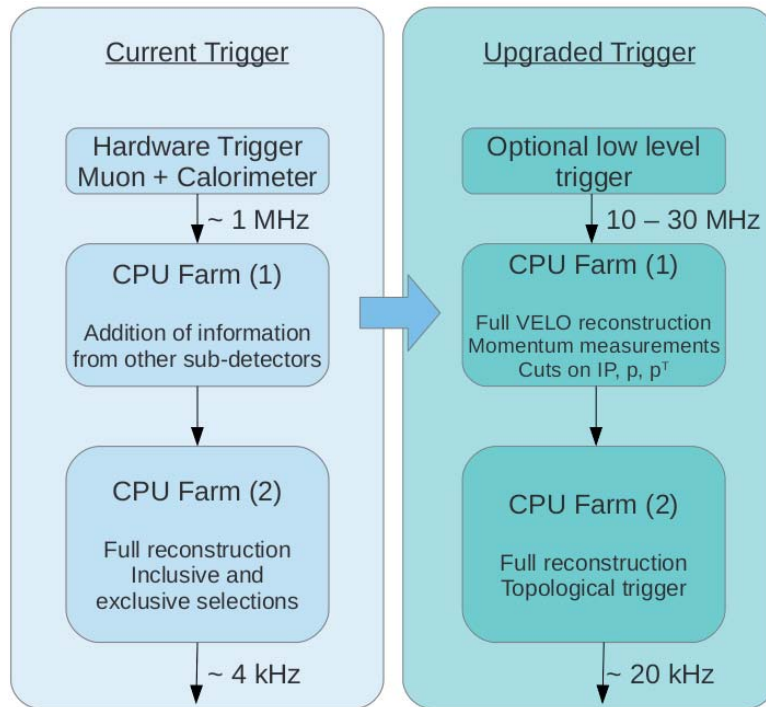 Current Trigger
Hardware Trigger
Muon + Calorimeter
~ 1 MHz
CPU Farm (1)
Addition of information
from other sub-detectors
CPU Farm (2)
Full reconstruction
Inclusive and
exclusive selections
~ 4 kHz
Upgraded Trigger
Optional low level
trigger
10 – 30 MHz
CPU Farm (1)
Full VELO reconstruction
Momentum measurements
Cuts on IP, p, pᵀ
CPU Farm (2)
Full reconstruction
Topological trigger
~ 20 kHz